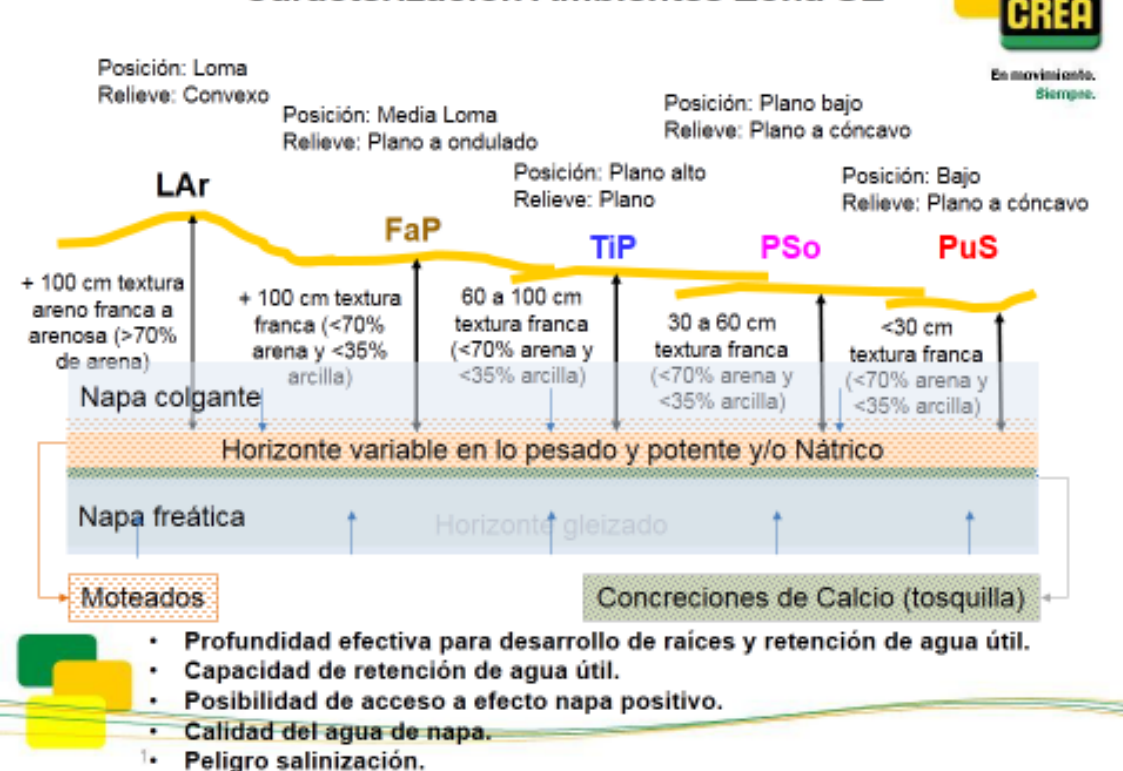 Caracterización Ambientes Zona SE
CREA
En movimiento.
Siempre.
Posición: Loma
Relieve: Convexo
Posición: Media Loma
Relieve: Plano a ondulado
Posición: Plano alto
Relieve: Plano
Posición: Plano bajo
Relieve: Plano a cóncavo
Posición: Bajo
Relieve: Plano a cóncavo
LAr
FaP
TiP
PSo
PuS
+ 100 cm textura
areno franca a
arenosa (>70%
de arena)
+ 100 cm textura
franca (<70%
arena y <35%
arcilla)
60 a 100 cm
textura franca
(<70% arena y
<35% arcilla)
30 a 60 cm
textura franca
(<70% arena y
<35% arcilla)
<30 cm
textura franca
(<70% arena y
<35% arcilla)
Napa colgante
Horizonte variable en lo pesado y potente y/o Nátrico
Napa freática
Horizonte gleizado
Moteados
Concreciones de Calcio (tosquilla)
• Profundidad efectiva para desarrollo de raíces y retención de agua útil.
• Capacidad de retención de agua útil.
• Posibilidad de acceso a efecto napa positivo.
• Calidad del agua de napa.
1• Peligro salinización.